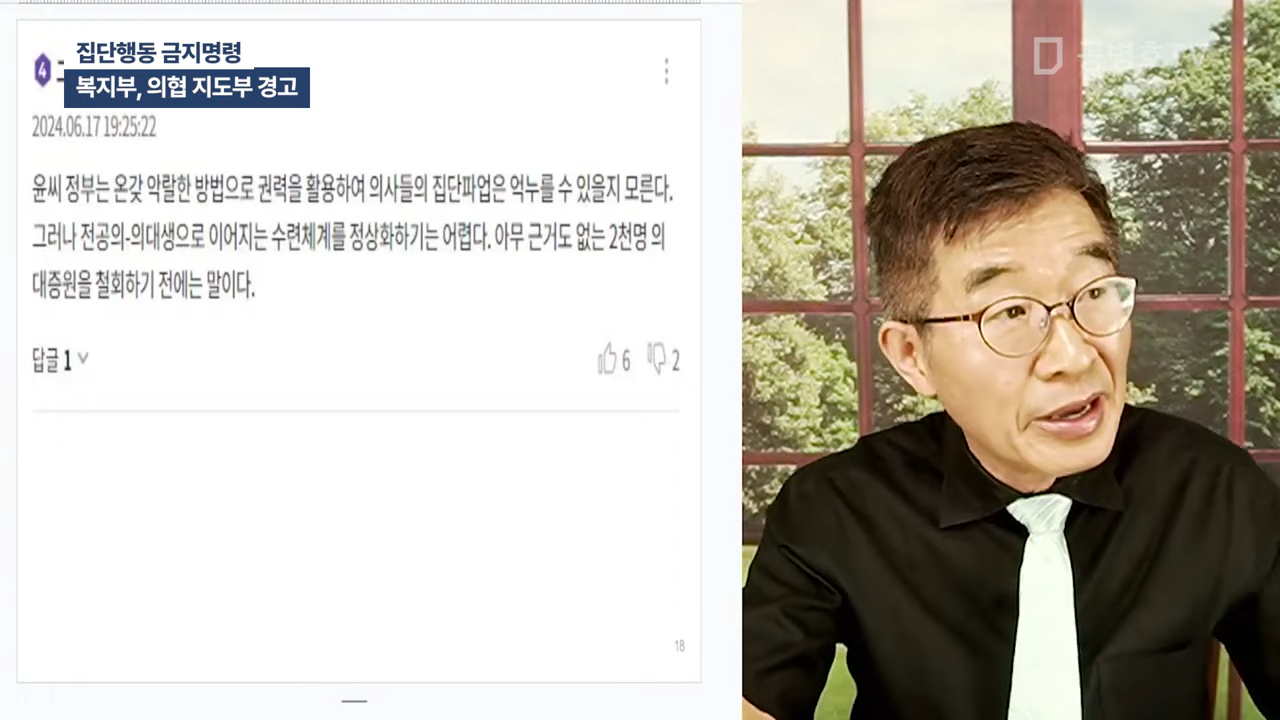 집단행동 금지명령
복지부, 의협 지도부 경고
4
2024.06.17 19:25:22
윤씨 정부는 온갖 악랄한 방법으로 권력을 활용하여 의사들의 집단파업은 억누를 수 있을지 모른다.
그러나 전공의-의대생으로 이어지는 수련체계를 정상화하기는 어렵다. 아무 근거도 없는 2천명 의
대증원을 철회하기 전에는 말이다.
답글 1
6
2
18